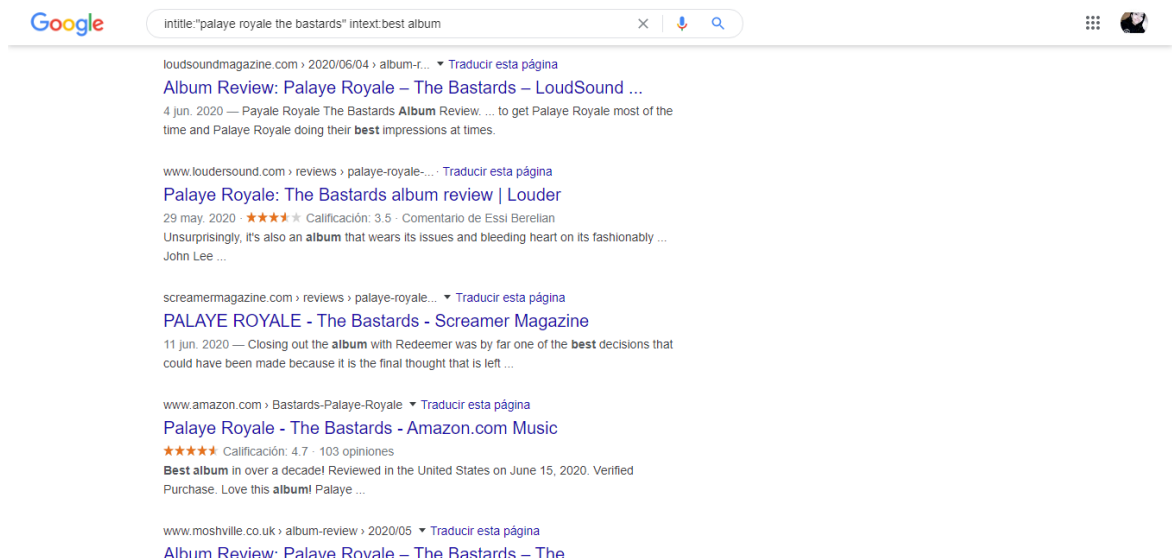 Google
intitle:"palaye royale the bastards" intext:best album
loudsoundmagazine.com › 2020/06/04 › album-r... Traducir esta página
Album Review: Palaye Royale – The Bastards – LoudSound ...
4 jun. 2020 — Payale Royale The Bastards Album Review. ... to get Palaye Royale most of the
time and Palaye Royale doing their best impressions at times.
www.loudersound.com › reviews › palaye-royale-... · Traducir esta página
Palaye Royale: The Bastards album review | Louder
29 may. 2020 · Calificación: 3.5 · Comentario de Essi Berelian
Unsurprisingly, it's also an album that wears its issues and bleeding heart on its fashionably ...
John Lee ...
screamermagazine.com › reviews › palaye-royale... Traducir esta página
PALAYE ROYALE - The Bastards - Screamer Magazine
11 jun. 2020 — Closing out the album with Redeemer was by far one of the best decisions that
could have been made because it is the final thought that is left ...
www.amazon.com › Bastards-Palaye-Royale Traducir esta página
Palaye Royale - The Bastards - Amazon.com Music
Calificación: 4.7 · 103 opiniones
Best album in over a decade! Reviewed in the United States on June 15, 2020. Verified
Purchase. Love this album! Palaye ...
www.moshville.co.uk › album-review › 2020/05 Traducir esta página
Album Review: Palaye Royale – The Bastards – The